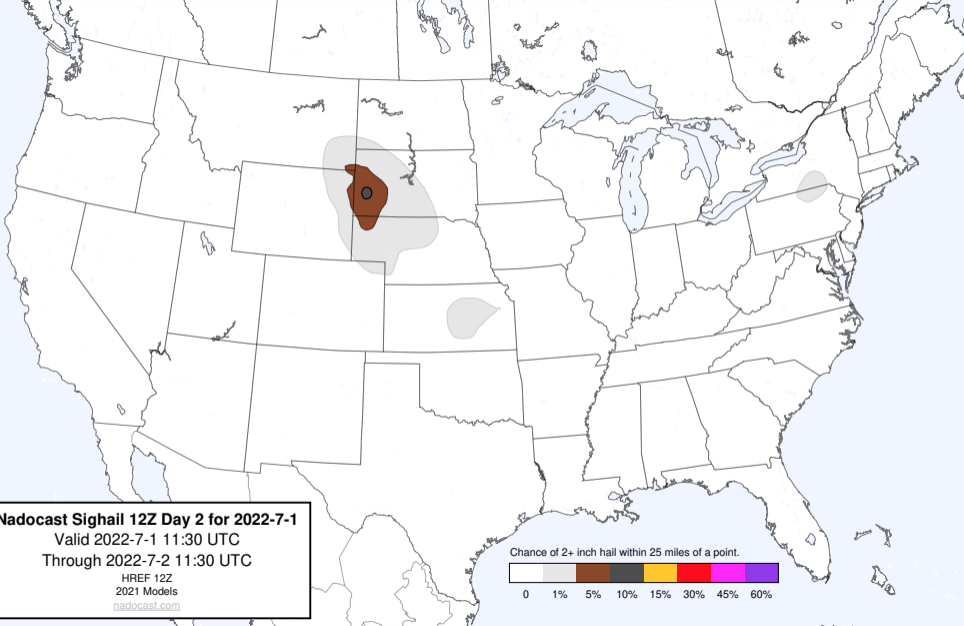 Nadocast Sighail 12Z Day 2 for 2022-7-1
Valid 2022-7-1 11:30 UTC
Through 2022-7-2 11:30 UTC
HREF 12Z
2021 Models
nadocast.com
Chance of 2+ inch hail within 25 miles of a point.
0 1% 5% 10% 15% 30% 45% 60%